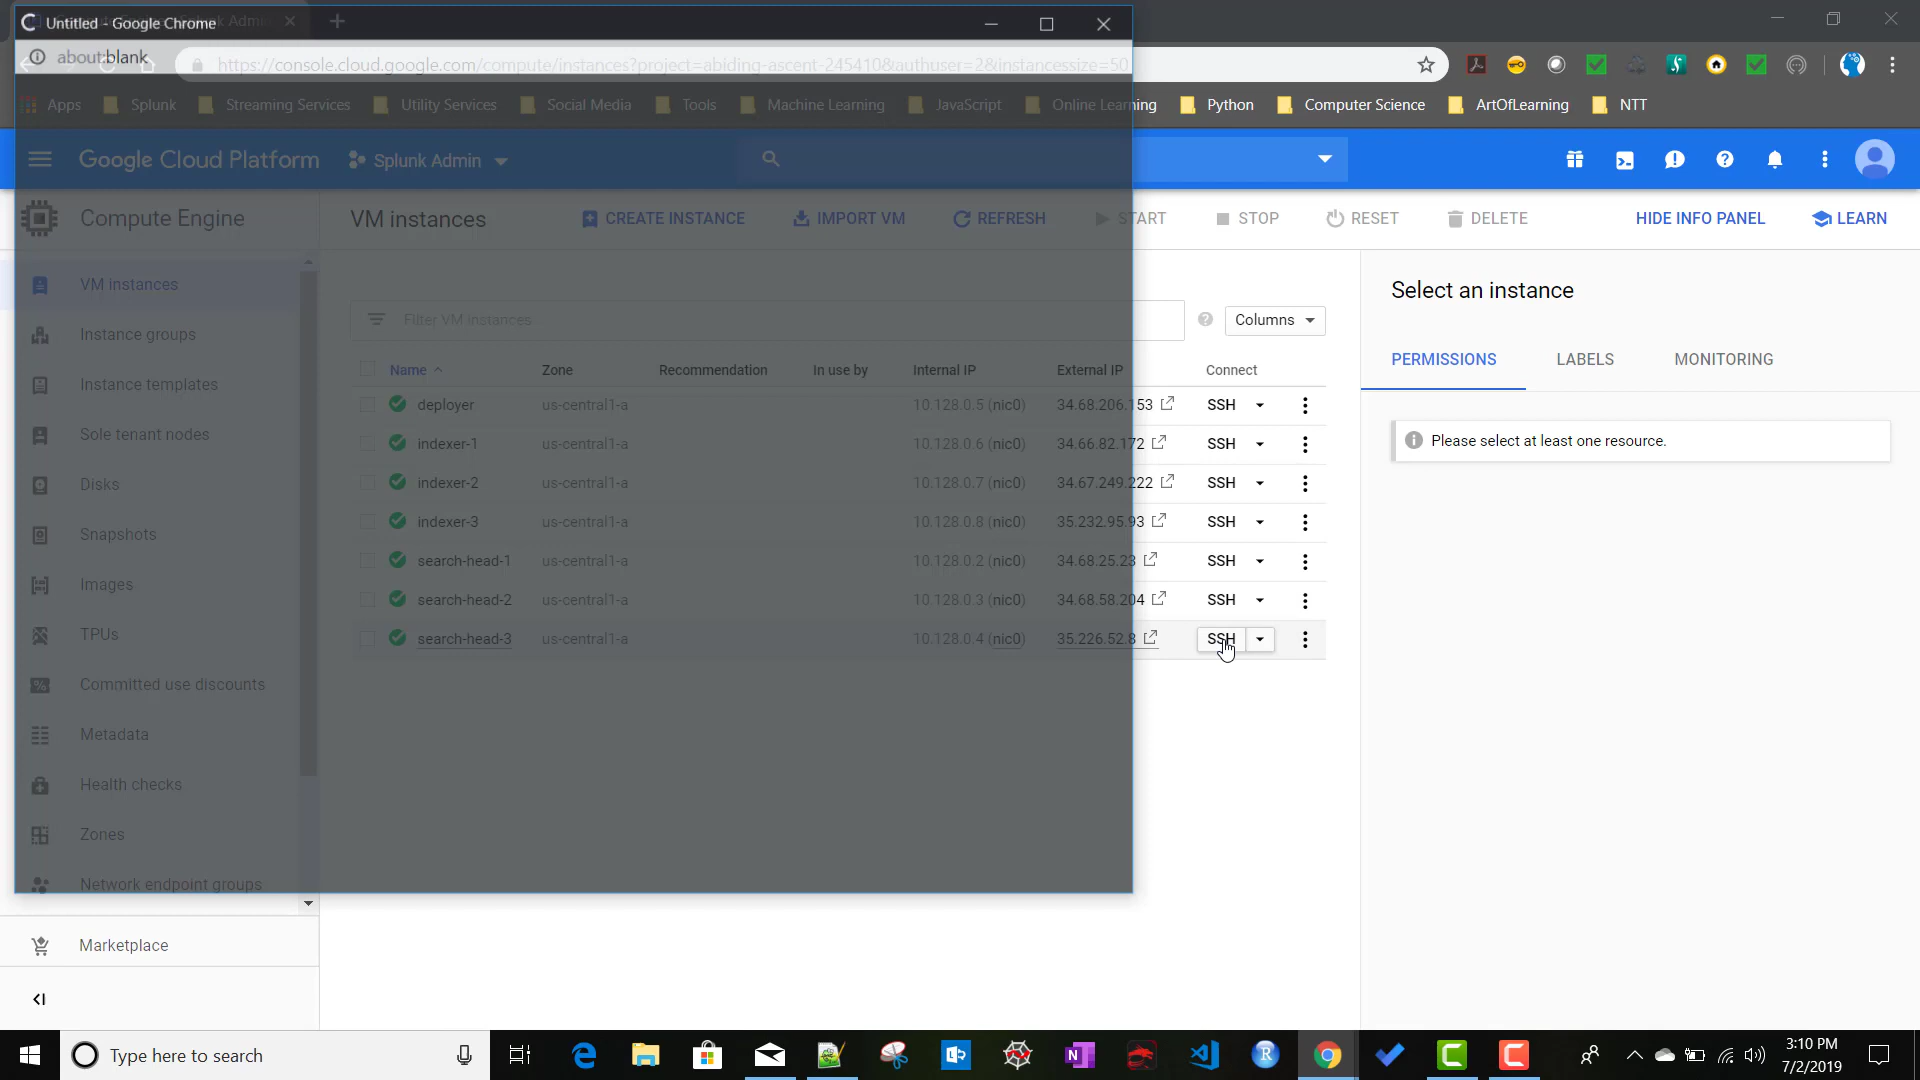 Untitled - Google Chrome
about:blank
https://console.cloud.google.com/compute/instances?project=abiding-ascent-245410&authuser=2&instancessize=50
Apps Splunk Streaming Services Utility Services Social Media Tools Machine Learning JavaScript Online Learning Python Computer Science ArtOfLearning NTT
Google Cloud Platform Splunk Admin
Compute Engine VM instances CREATE INSTANCE IMPORT VM REFRESH START STOP RESET DELETE HIDE INFO PANEL LEARN
VM instances
Instance groups
Instance templates
Sole tenant nodes
Disks
Snapshots
Images
TPUs
Committed use discounts
Metadata
Health checks
Zones
Network endpoint groups
Marketplace
Filter VM instances Columns
Name Zone Recommendation In use by Internal IP External IP Connect
deployer us-central1-a 10.128.0.5 (nic0) 34.68.206.153 SSH
indexer-1 us-central1-a 10.128.0.6 (nic0) 34.66.82.172 SSH
indexer-2 us-central1-a 10.128.0.7 (nic0) 34.67.249.222 SSH
indexer-3 us-central1-a 10.128.0.8 (nic0) 35.232.95.93 SSH
search-head-1 us-central1-a 10.128.0.2 (nic0) 34.68.25.23 SSH
search-head-2 us-central1-a 10.128.0.3 (nic0) 34.68.58.204 SSH
search-head-3 us-central1-a 10.128.0.4 (nic0) 35.226.52.8 SSH
Select an instance
PERMISSIONS LABELS MONITORING
Please select at least one resource.
Type here to search
3:10 PM
7/2/2019